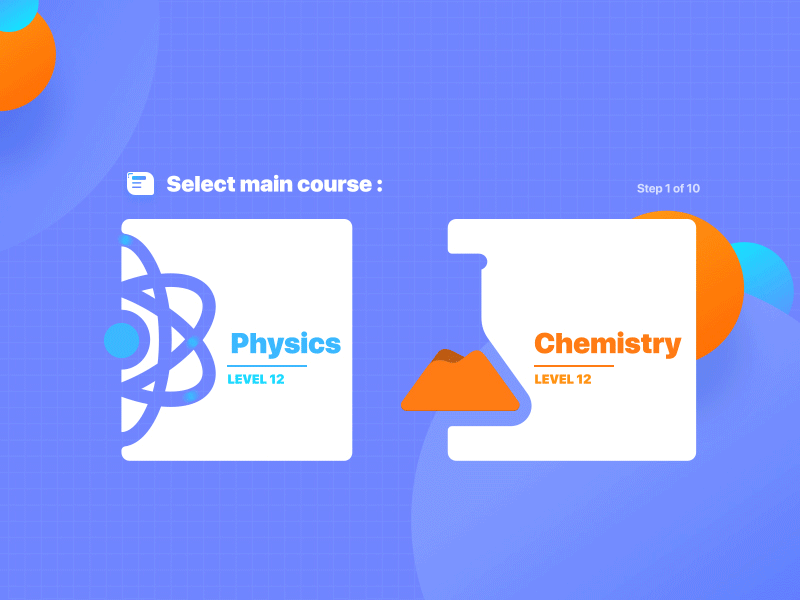 Select main course :
Step 1 of 10
Physics
LEVEL 12
Chemistry
LEVEL 12